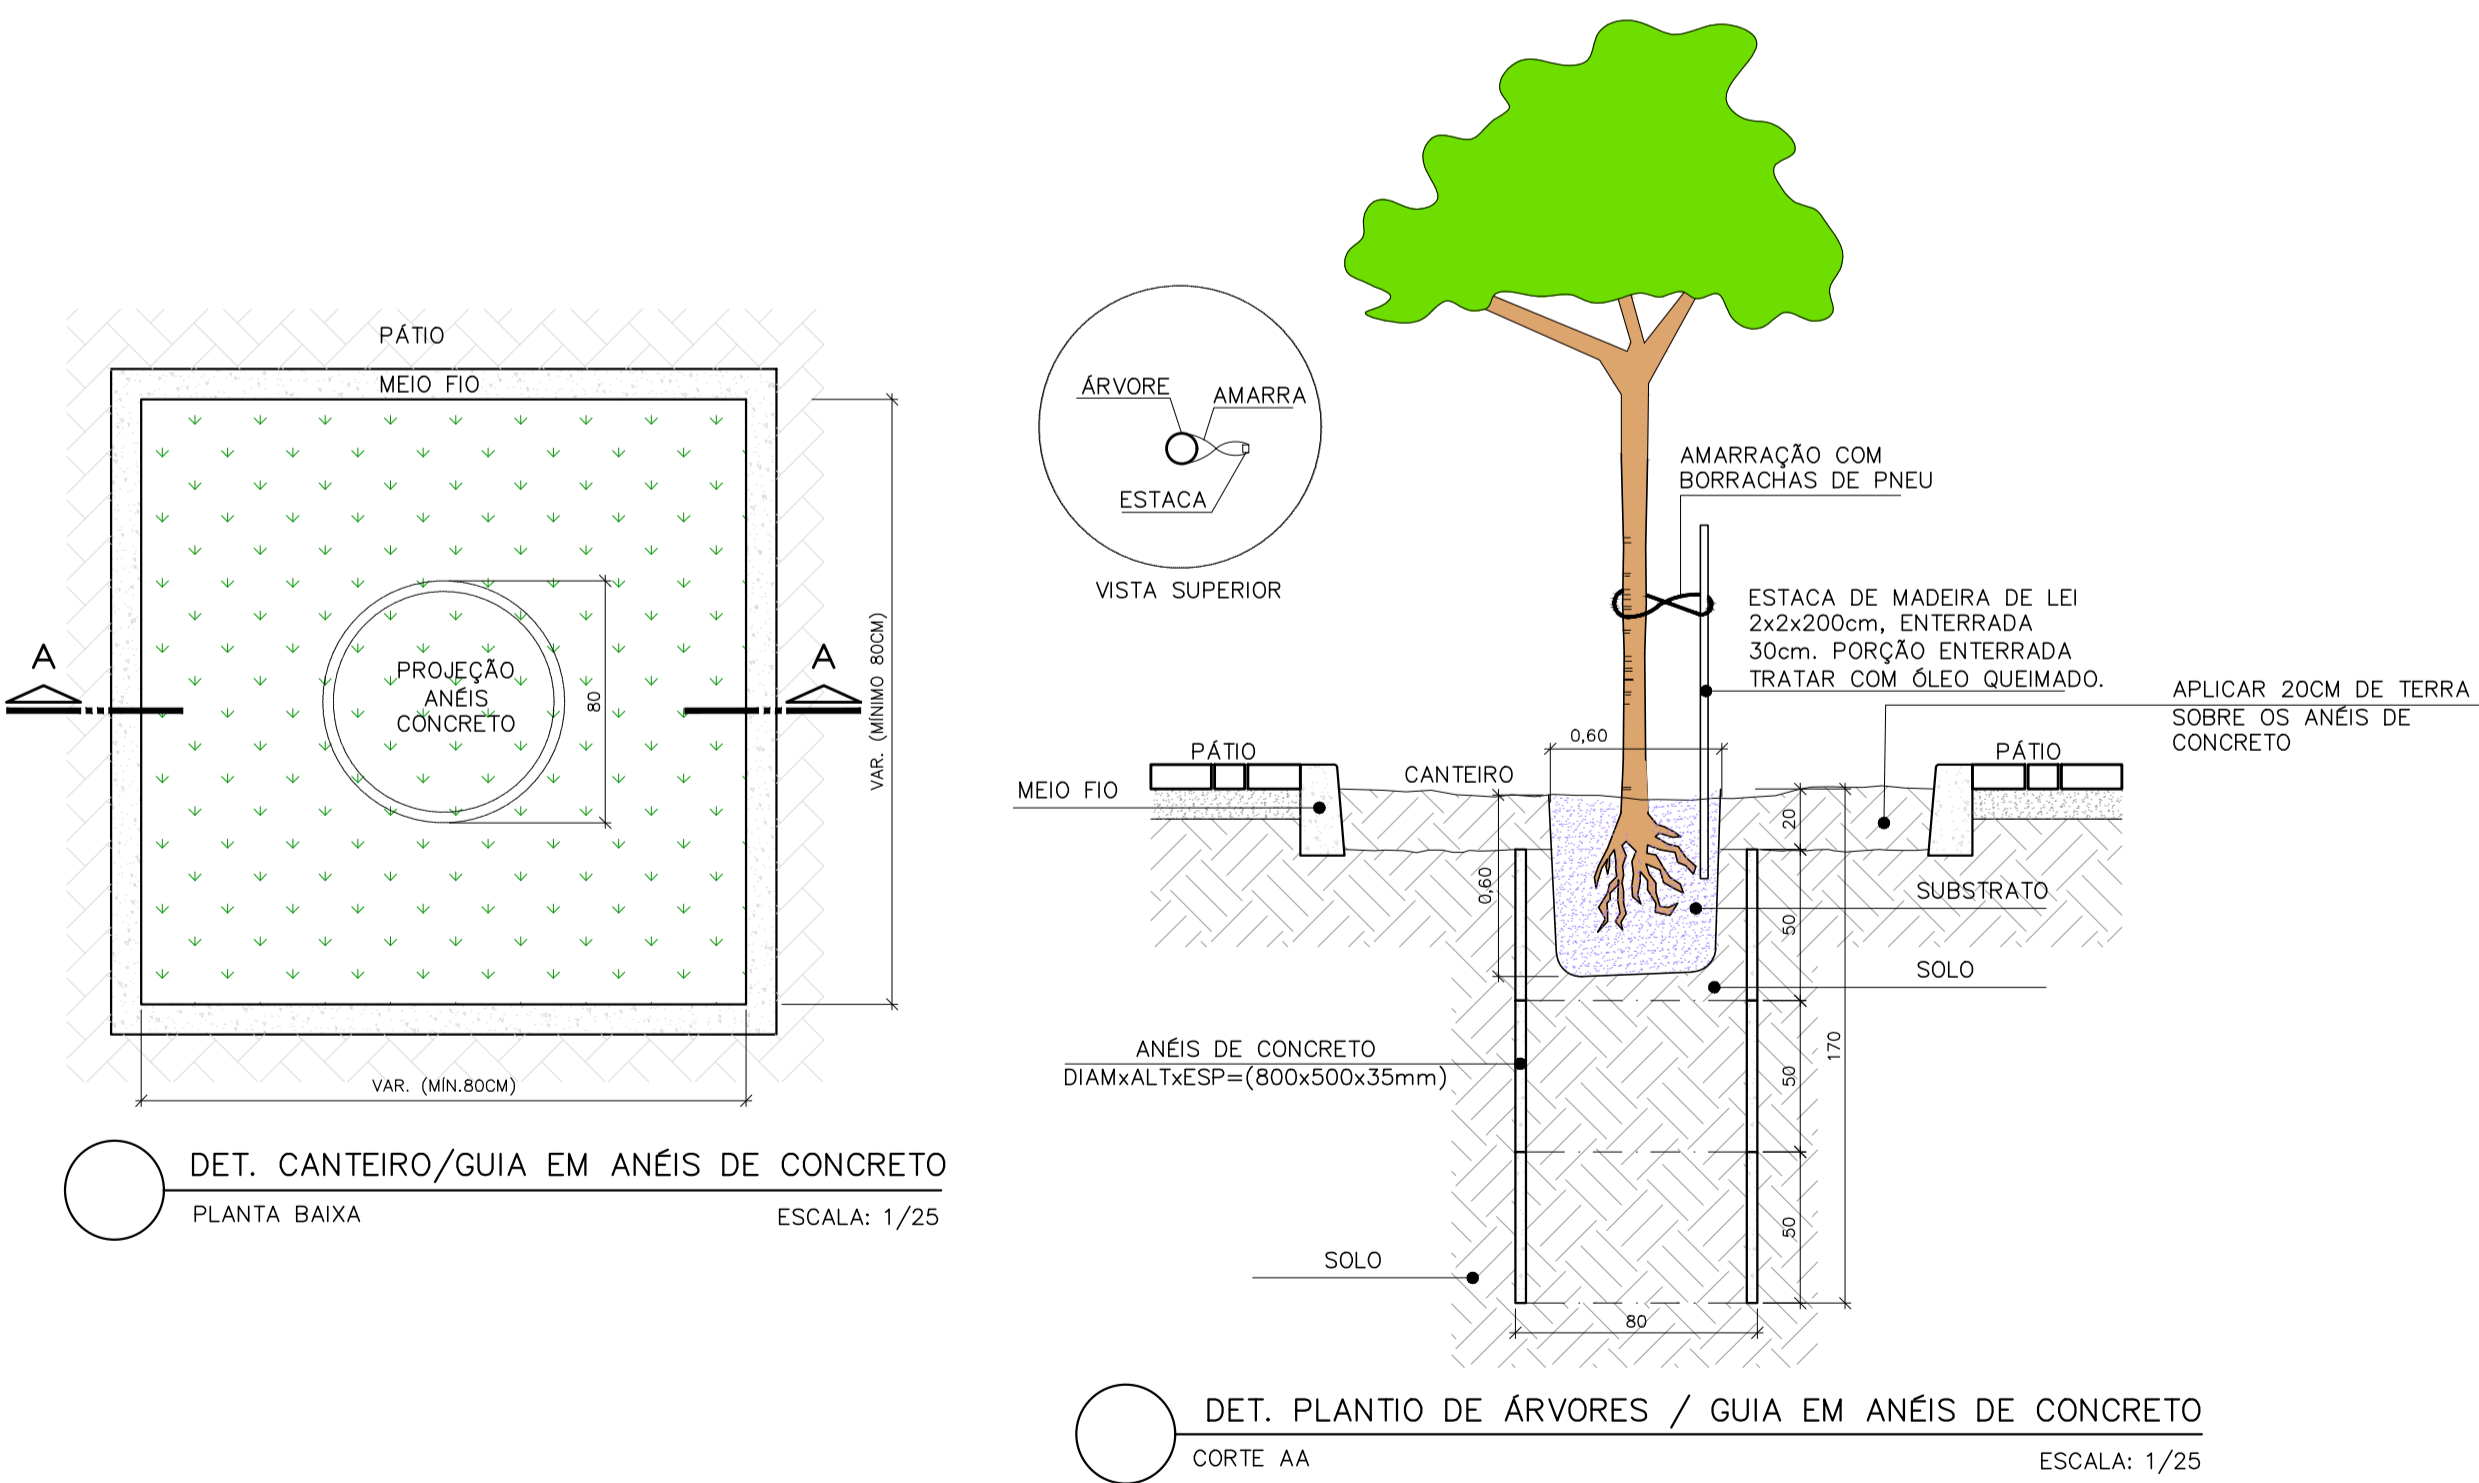 PÁTIO
MEIO FIO
PROJEÇÃO
ANÉIS
CONCRETO
80
A
A
VAR. (MÍNIMO 80CM)
VAR. (MÍN.80CM)
DET. CANTEIRO/GUIA EM ANÉIS DE CONCRETO
PLANTA BAIXA
ESCALA: 1/25
ÁRVORE
AMARRA
ESTACA
VISTA SUPERIOR
AMARRAÇÃO COM
BORRACHAS DE PNEU
ESTACA DE MADEIRA DE LEI
2x2x200cm, ENTERRADA
30cm. PORÇÃO ENTERRADA
TRATAR COM ÓLEO QUEIMADO.
APLICAR 20CM DE TERRA
SOBRE OS ANÉIS DE
CONCRETO
PÁTIO
0,60
PÁTIO
CANTEIRO
MEIO FIO
20
0,60
SUBSTRATO
50
SOLO
170
ANÉIS DE CONCRETO
DIAMxALTxESP=(800x500x35mm)
50
50
SOLO
80
DET. PLANTIO DE ÁRVORES / GUIA EM ANÉIS DE CONCRETO
CORTE AA
ESCALA: 1/25